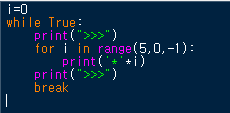 i=0
while True:
    print(">>>")
    for i in range(5,0,-1):
        print('*'*i)
    print(">>>")
    break